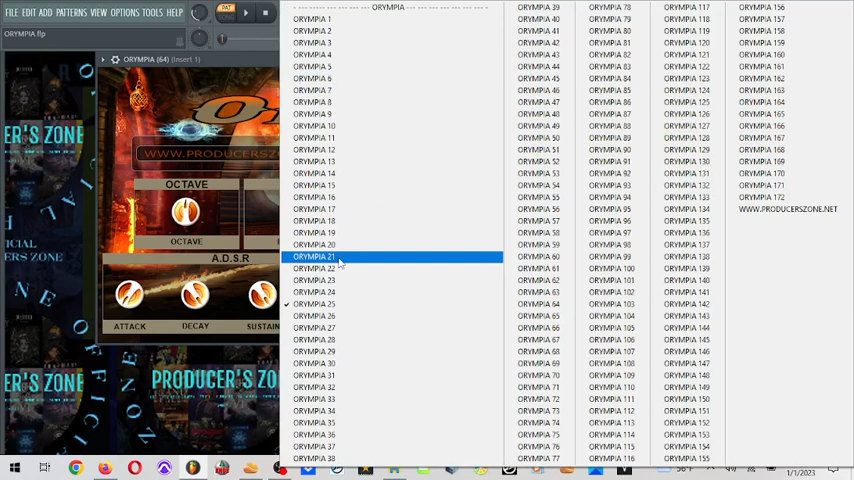 FILE EDIT ADD PATTERNS VIEW OPTIONS TOOLS HELP
PAT
SONG
ORYMPIA.flp
ORYMPIA (64) (Insert 1)
WWW.PRODUCERSZO
OCTAVE
OCTAVE
A.D.S.R
ATTACK
DECAY
SUSTAIN
PRODUCER'S ZONE
ORYMPIA
ORYMPIA 1
ORYMPIA 2
ORYMPIA 3
ORYMPIA 4
ORYMPIA 5
ORYMPIA 6
ORYMPIA 7
ORYMPIA 8
ORYMPIA 9
ORYMPIA 10
ORYMPIA 11
ORYMPIA 12
ORYMPIA 13
ORYMPIA 14
ORYMPIA 15
ORYMPIA 16
ORYMPIA 17
ORYMPIA 18
ORYMPIA 19
ORYMPIA 20
ORYMPIA 21
ORYMPIA 22
ORYMPIA 23
ORYMPIA 24
ORYMPIA 25
ORYMPIA 26
ORYMPIA 27
ORYMPIA 28
ORYMPIA 29
ORYMPIA 30
ORYMPIA 31
ORYMPIA 32
ORYMPIA 33
ORYMPIA 34
ORYMPIA 35
ORYMPIA 36
ORYMPIA 37
ORYMPIA 38
ORYMPIA 39
ORYMPIA 40
ORYMPIA 41
ORYMPIA 42
ORYMPIA 43
ORYMPIA 44
ORYMPIA 45
ORYMPIA 46
ORYMPIA 47
ORYMPIA 48
ORYMPIA 49
ORYMPIA 50
ORYMPIA 51
ORYMPIA 52
ORYMPIA 53
ORYMPIA 54
ORYMPIA 55
ORYMPIA 56
ORYMPIA 57
ORYMPIA 58
ORYMPIA 59
ORYMPIA 60
ORYMPIA 61
ORYMPIA 62
ORYMPIA 63
ORYMPIA 64
ORYMPIA 65
ORYMPIA 66
ORYMPIA 67
ORYMPIA 68
ORYMPIA 69
ORYMPIA 70
ORYMPIA 71
ORYMPIA 72
ORYMPIA 73
ORYMPIA 74
ORYMPIA 75
ORYMPIA 76
ORYMPIA 77
ORYMPIA 78
ORYMPIA 79
ORYMPIA 80
ORYMPIA 81
ORYMPIA 82
ORYMPIA 83
ORYMPIA 84
ORYMPIA 85
ORYMPIA 86
ORYMPIA 87
ORYMPIA 88
ORYMPIA 89
ORYMPIA 90
ORYMPIA 91
ORYMPIA 92
ORYMPIA 93
ORYMPIA 94
ORYMPIA 95
ORYMPIA 96
ORYMPIA 97
ORYMPIA 98
ORYMPIA 99
ORYMPIA 100
ORYMPIA 101
ORYMPIA 102
ORYMPIA 103
ORYMPIA 104
ORYMPIA 105
ORYMPIA 106
ORYMPIA 107
ORYMPIA 108
ORYMPIA 109
ORYMPIA 110
ORYMPIA 111
ORYMPIA 112
ORYMPIA 113
ORYMPIA 114
ORYMPIA 115
ORYMPIA 116
ORYMPIA 117
ORYMPIA 118
ORYMPIA 119
ORYMPIA 120
ORYMPIA 121
ORYMPIA 122
ORYMPIA 123
ORYMPIA 124
ORYMPIA 125
ORYMPIA 126
ORYMPIA 127
ORYMPIA 128
ORYMPIA 129
ORYMPIA 130
ORYMPIA 131
ORYMPIA 132
ORYMPIA 133
ORYMPIA 134
ORYMPIA 135
ORYMPIA 136
ORYMPIA 137
ORYMPIA 138
ORYMPIA 139
ORYMPIA 140
ORYMPIA 141
ORYMPIA 142
ORYMPIA 143
ORYMPIA 144
ORYMPIA 145
ORYMPIA 146
ORYMPIA 147
ORYMPIA 148
ORYMPIA 149
ORYMPIA 150
ORYMPIA 151
ORYMPIA 152
ORYMPIA 153
ORYMPIA 154
ORYMPIA 155
ORYMPIA 156
ORYMPIA 157
ORYMPIA 158
ORYMPIA 159
ORYMPIA 160
ORYMPIA 161
ORYMPIA 162
ORYMPIA 163
ORYMPIA 164
ORYMPIA 165
ORYMPIA 166
ORYMPIA 167
ORYMPIA 168
ORYMPIA 169
ORYMPIA 170
ORYMPIA 171
ORYMPIA 172
WWW.PRODUCERSZONE.NET
1/1/2023